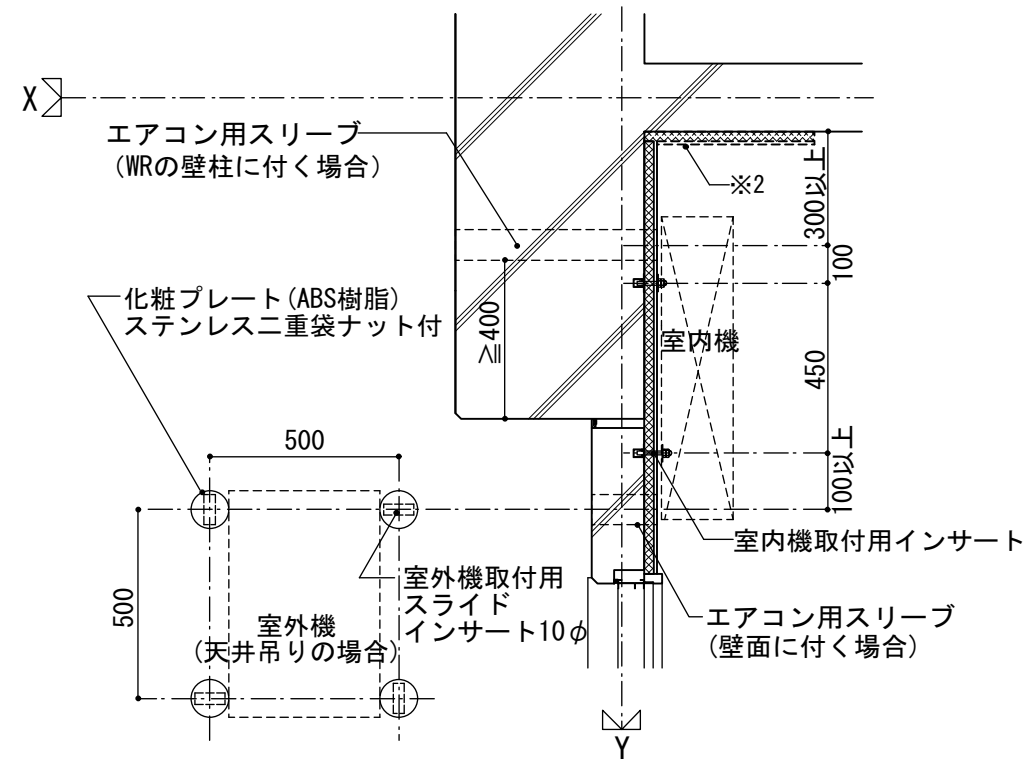 X
エアコン用スリーブ
(WRの壁柱に付く場合)
※2
300以上
100
化粧プレート(ABS樹脂)
ステンレス二重袋ナット付
≧400
室内機
450
500
100以上
室内機取付用インサート
室外機取付用
スライド
インサート10φ
500
室外機
(天井吊りの場合)
エアコン用スリーブ
(壁面に付く場合)
Y